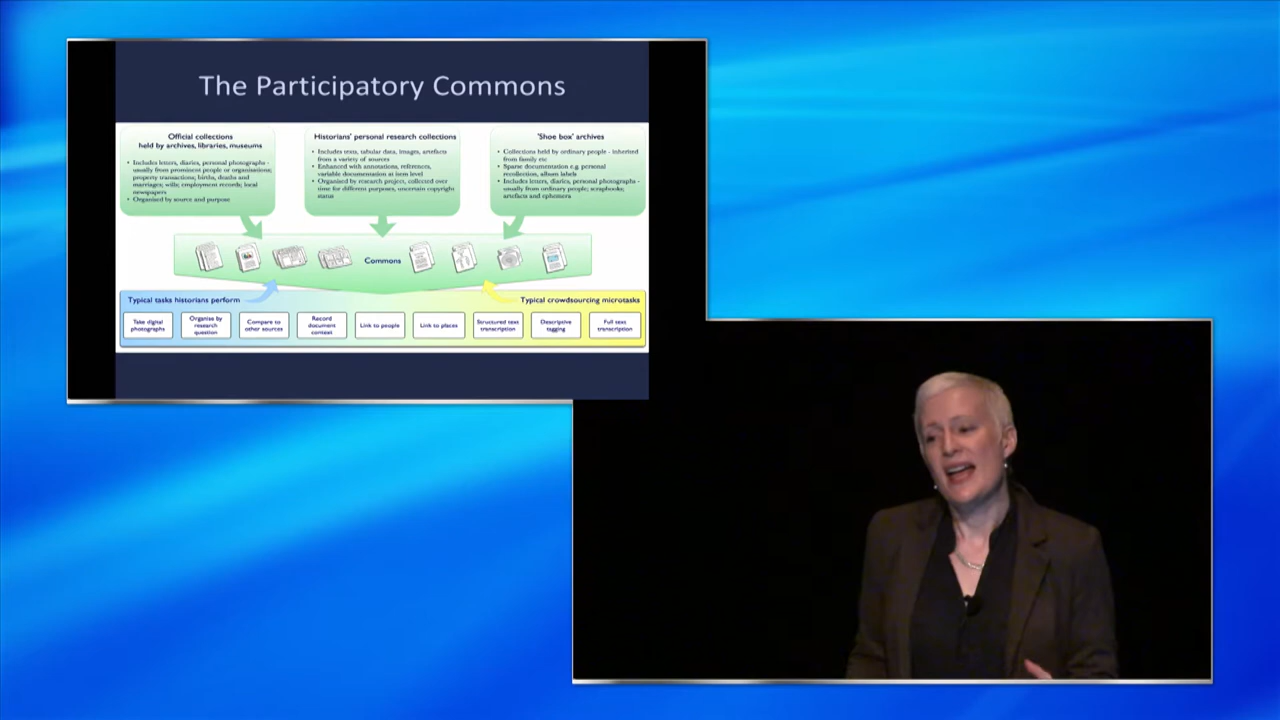 The Participatory Commons
Official collections
held by archives, libraries, museums
• Includes letters, diaries, personal photographs -
usually from prominent people or organisations;
property transactions; births, deaths and
marriages; wills; employment records; local
newspapers
• Organised by source and purpose
Historians' personal research collections
• Includes texts, tabular data, images, artefacts
from a variety of sources
• Enhanced with annotations, references,
variable documentation at item level
• Organised by research project, collected over
time for different purposes, uncertain copyright
status
'Shoe box' archives
• Collections held by ordinary people - inherited
from family etc
• Sparse documentation e.g. personal
recollection, album labels
• Includes letters, diaries, personal photographs -
usually from ordinary people; scrapbooks;
artefacts and ephemera
Commons
Typical tasks historians perform
Typical crowdsourcing microtasks
Take digital
photographs
Organise by
research
question
Compare to
other sources
Record
document
context
Link to people
Link to places
Structured text
transcription
Descriptive
tagging
Full text
transcription